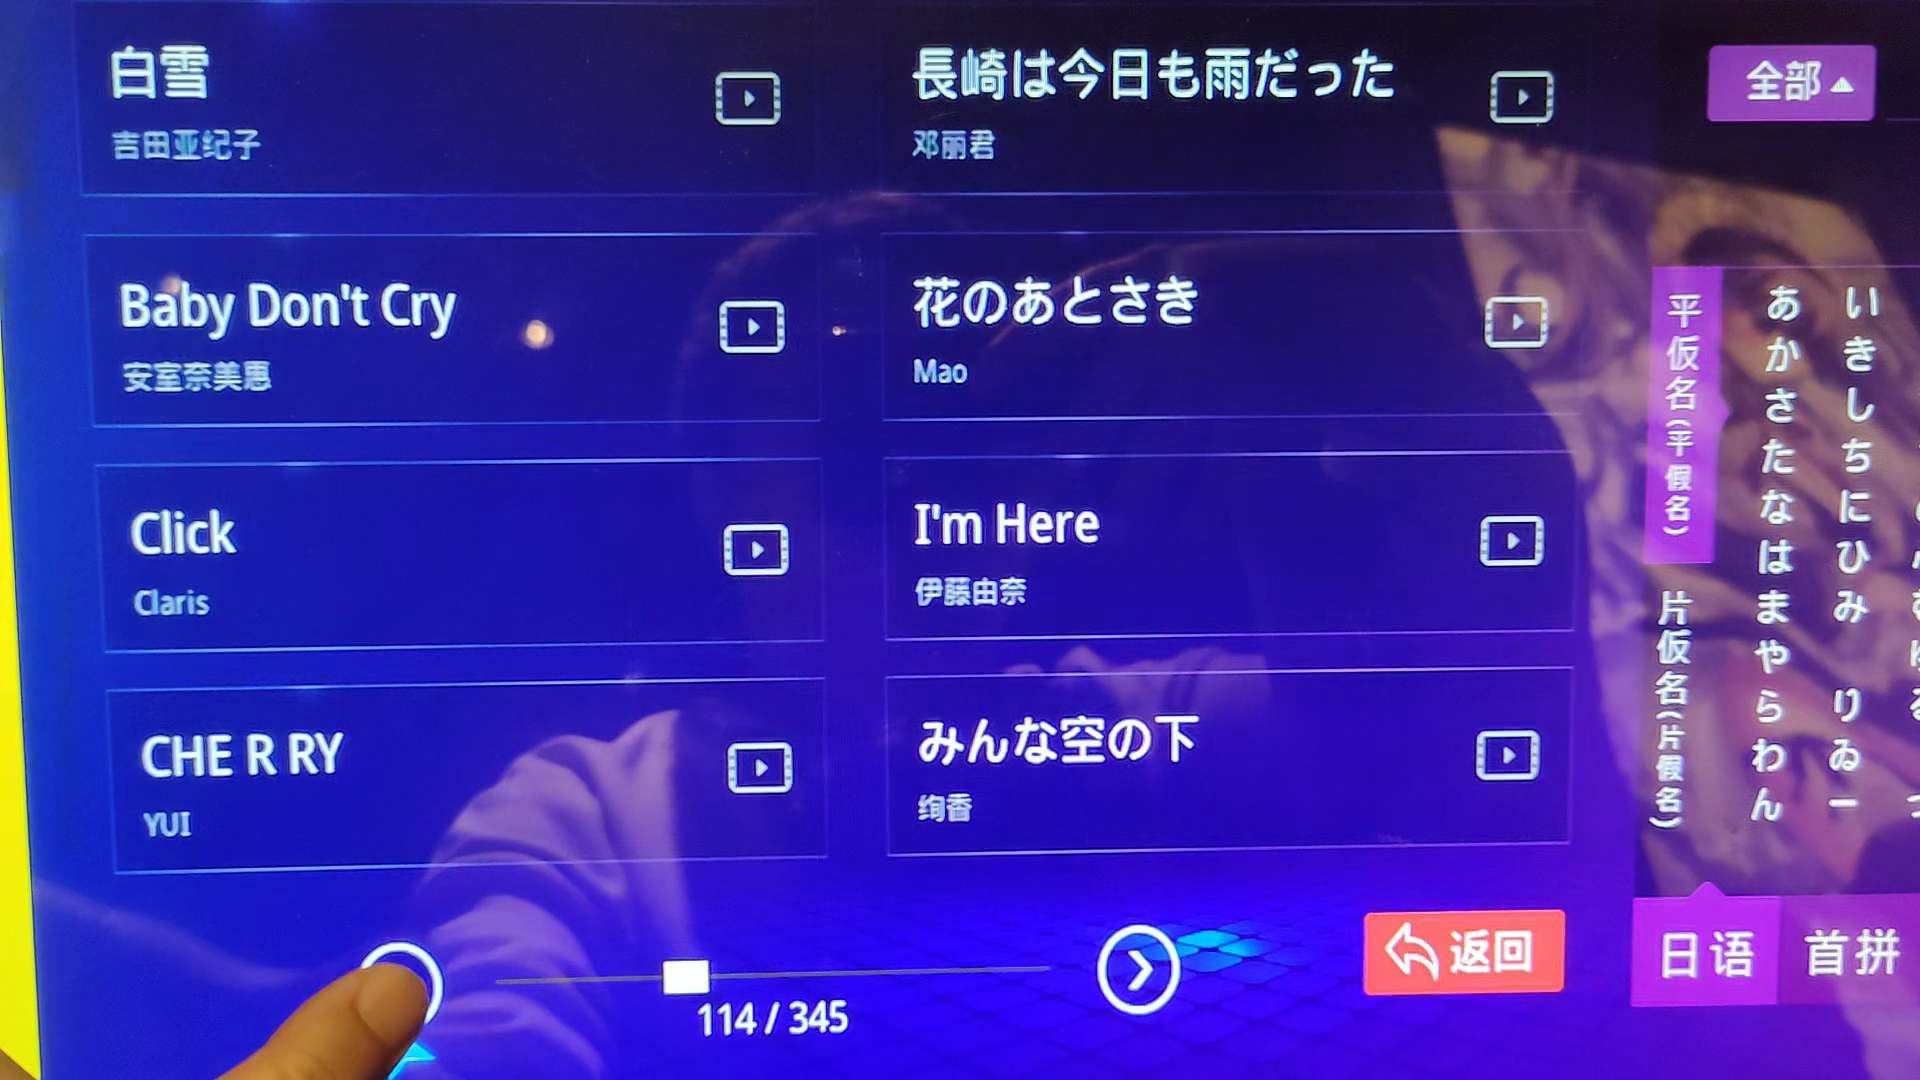 白雪
吉田亚纪子
長崎は今日も雨だった
邓丽君
全部
Baby Don't Cry
安室奈美惠
花のあとさき
Mao
Click
Claris
I'm Here
伊藤由奈
CHE R RY
YUI
みんな空の下
绚香
114 / 345
返回
平仮名(平假名)
片仮名(片假名)
あかさたなはまやらわん
いきしちにひみ りゐー
日语
首拼